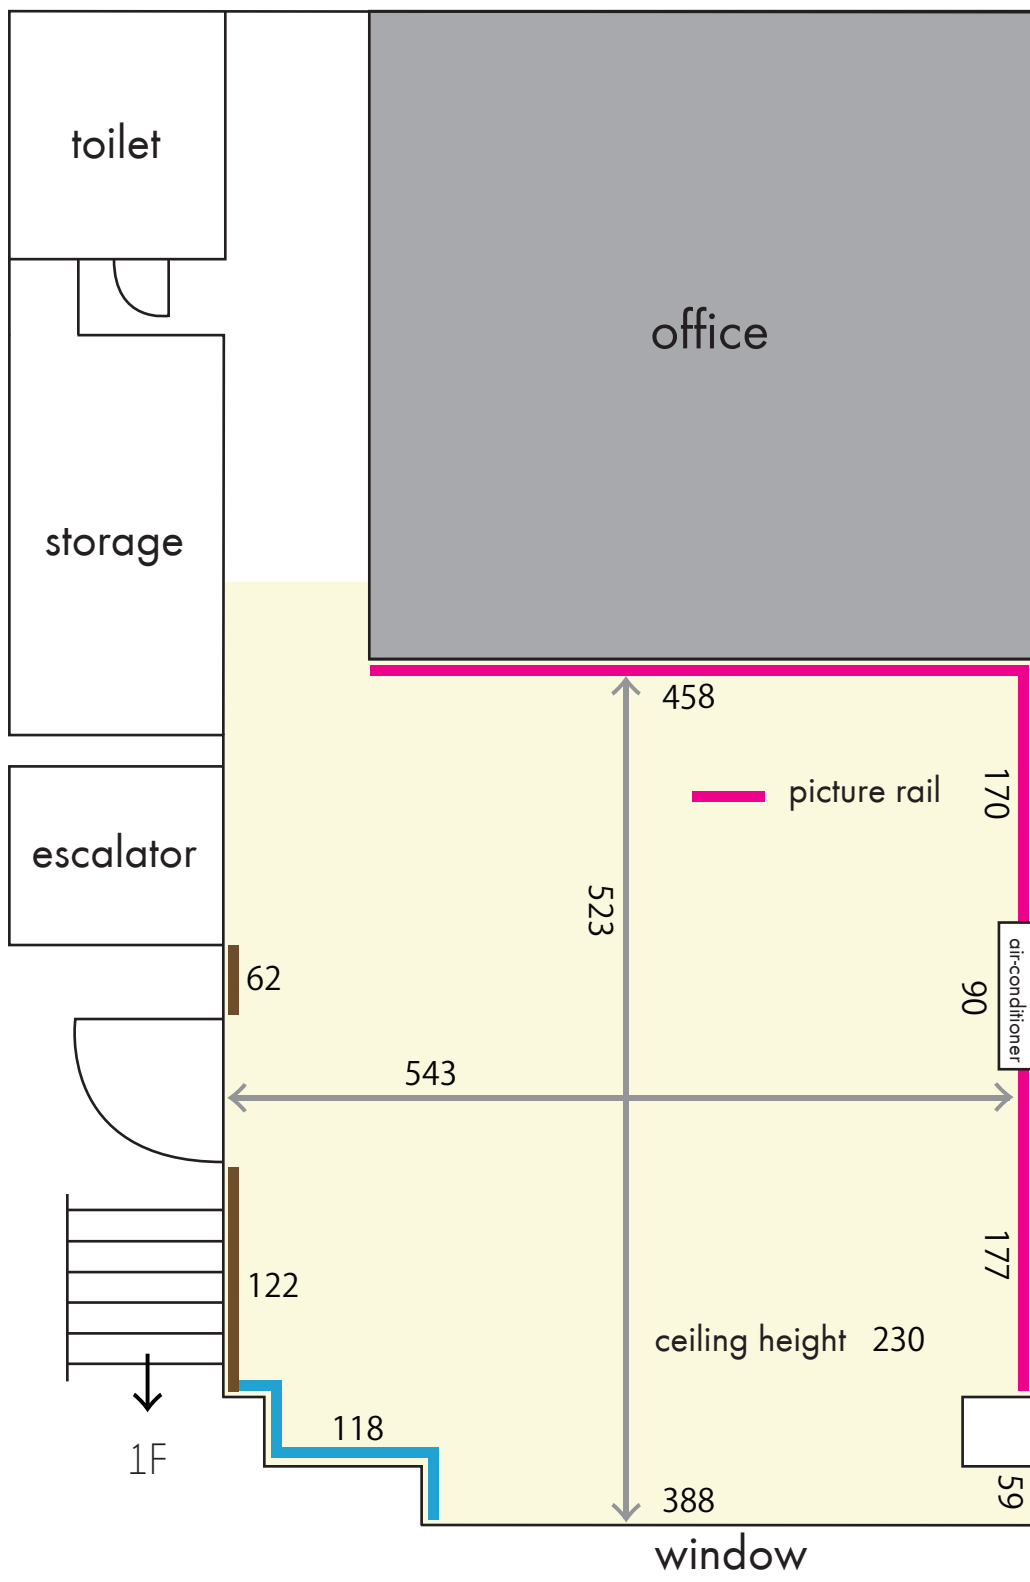 toilet
office
storage
458
picture rail
170
escalator
523
62
air-conditioner
90
543
177
122
ceiling height 230
118
1F
388
59
window